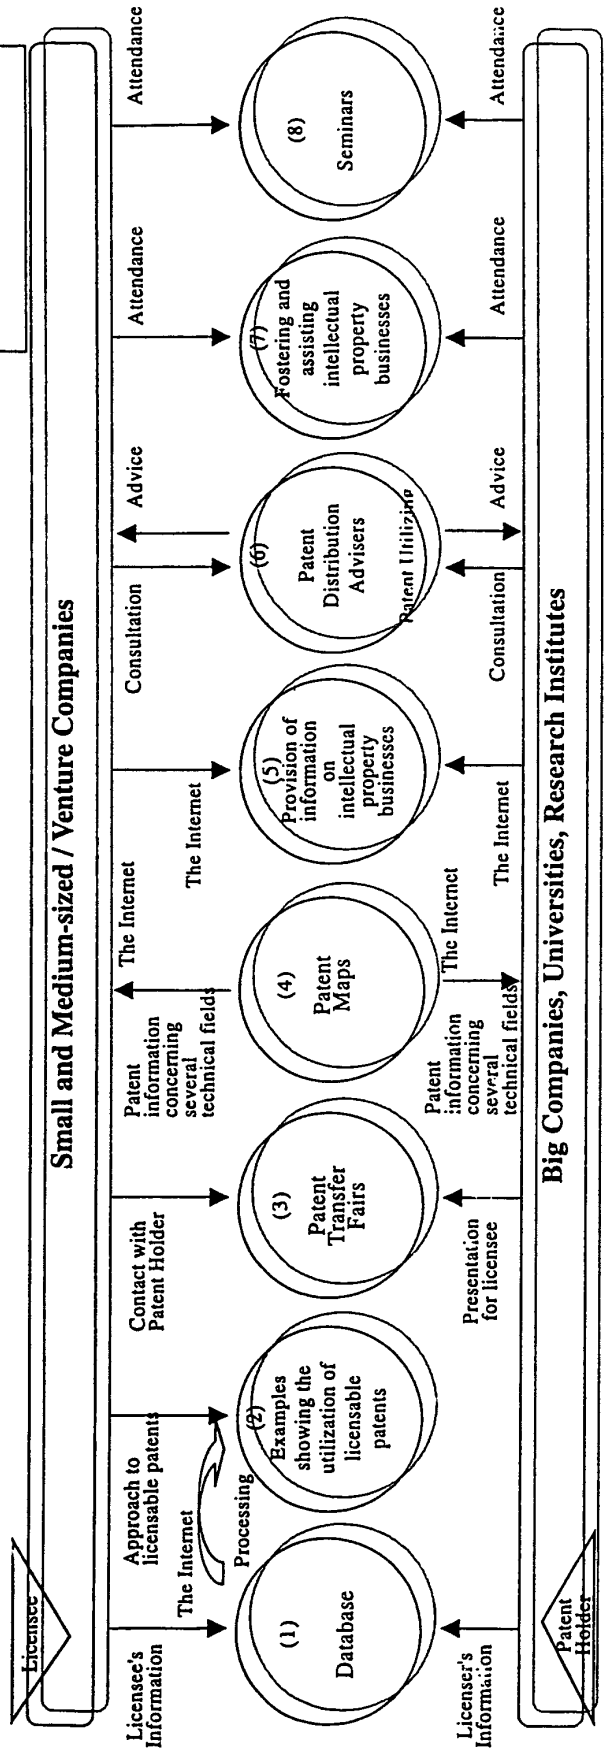 Licensee
Small and Medium-sized / Venture Companies
Licensee's
Information
The Internet
Approach to
licensable patents
Contact with
Patent Holder
Patent
information
concerning
several
technical fields
The Internet
The Internet
Consultation
Advice
Attendance
Attendance
Processing
(1)
Database
(2)
Examples
showing the
utilization of
licensable
patents
(3)
Patent
Transfer
Fairs
(4)
Patent
Maps
(5)
Provision of
information
on
intellectual
property
businesses
(6)
Patent
Distribution
Advisers
Patent Utilizing
(7)
Fostering and
assisting
intellectual
property
businesses
(8)
Seminars
Licenser's
Information
Presentation
for licensee
Patent
information
concerning
several
technical fields
The Internet
The Internet
Consultation
Advice
Attendance
Attendance
Patent
Holder
Big Companies, Universities, Research Institutes